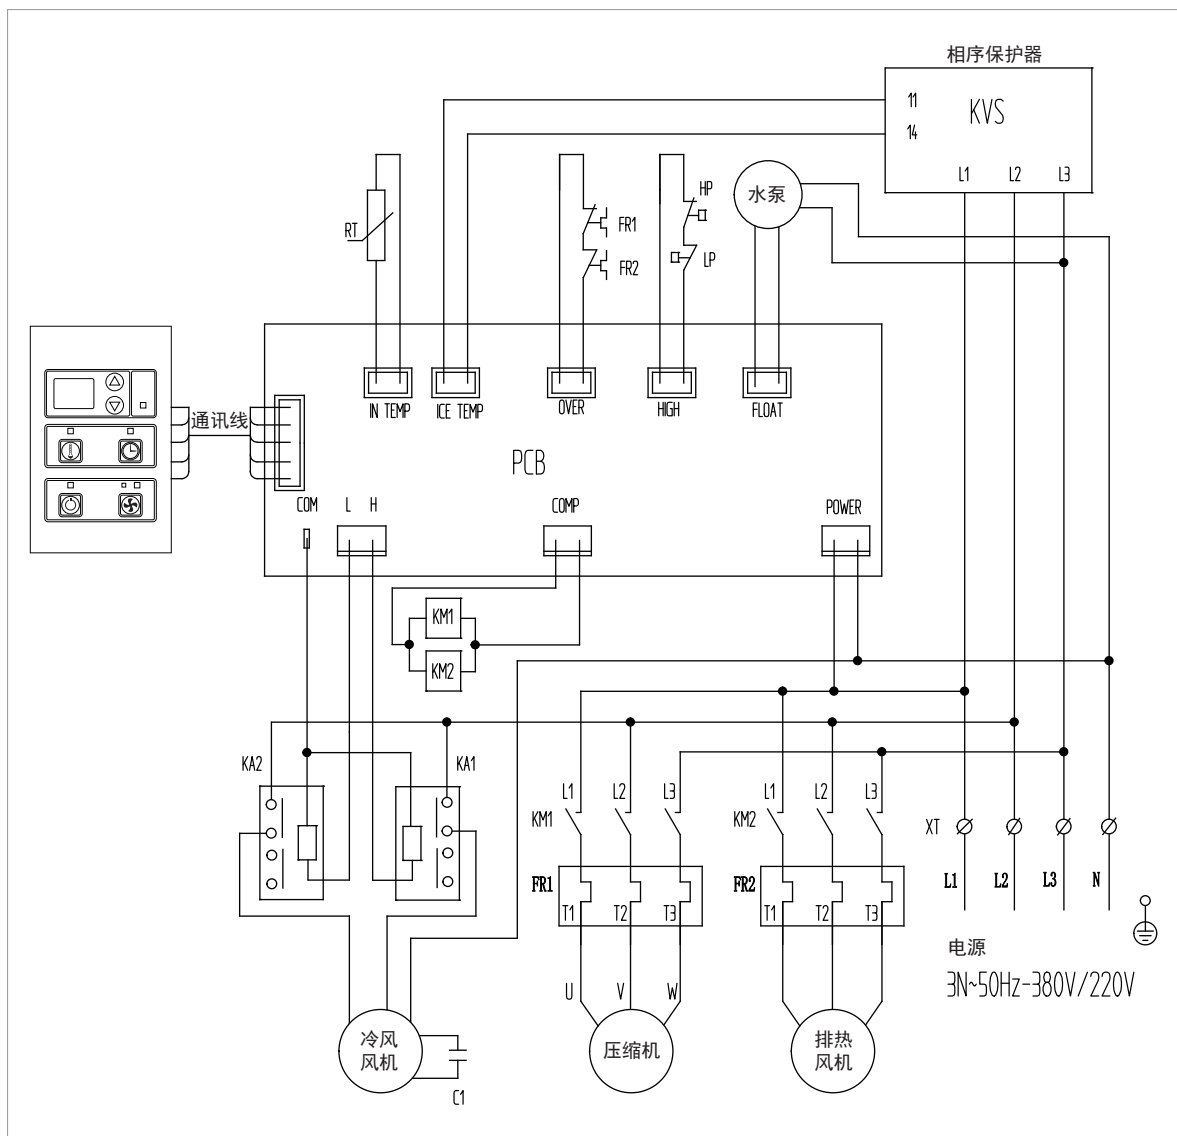 相序保护器
11
KVS
14
L1 L2 L3
HP
水泵
RT
FR1
FR2
LP
通讯线
IN TEMP
ICE TEMP
OVER
HIGH
FLOAT
PCB
COM
L H
COMP
POWER
KM1
KM2
KA2
KA1
L1 L2 L3
KM1
L1 L2 L3
KM2
XT
FR1
FR2
L1 L2 L3 N
T1 T2 T3
T1 T2 T3
电源
3N~50Hz-380V/220V
U V W
冷风
风机
压缩机
排热
风机
C1